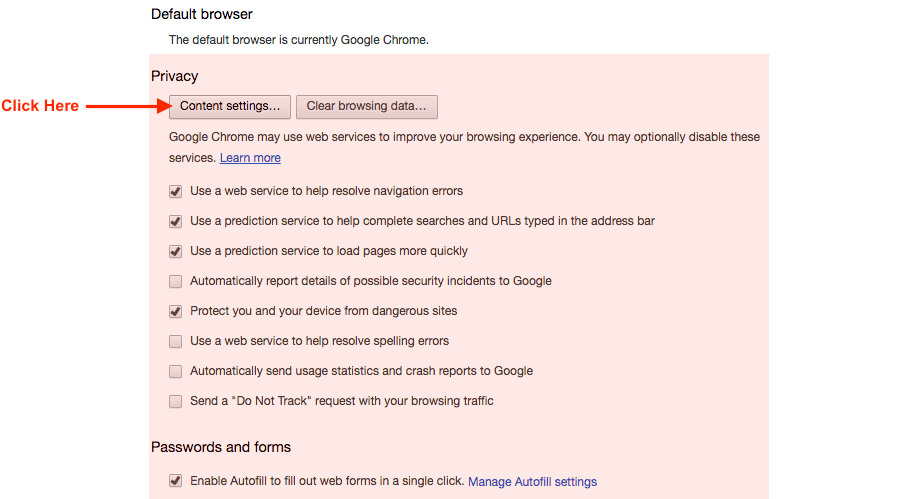 Default browser
The default browser is currently Google Chrome.
Privacy
Click Here
Content settings... Clear browsing data...
Google Chrome may use web services to improve your browsing experience. You may optionally disable these
services. Learn more
Use a web service to help resolve navigation errors
Use a prediction service to help complete searches and URLs typed in the address bar
Use a prediction service to load pages more quickly
Automatically report details of possible security incidents to Google
Protect you and your device from dangerous sites
Use a web service to help resolve spelling errors
Automatically send usage statistics and crash reports to Google
Send a "Do Not Track" request with your browsing traffic
Passwords and forms
Enable Autofill to fill out web forms in a single click. Manage Autofill settings